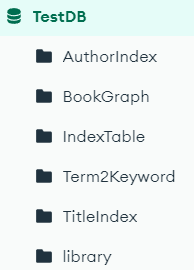 TestDB
AuthorIndex
BookGraph
IndexTable
Term2Keyword
TitleIndex
library